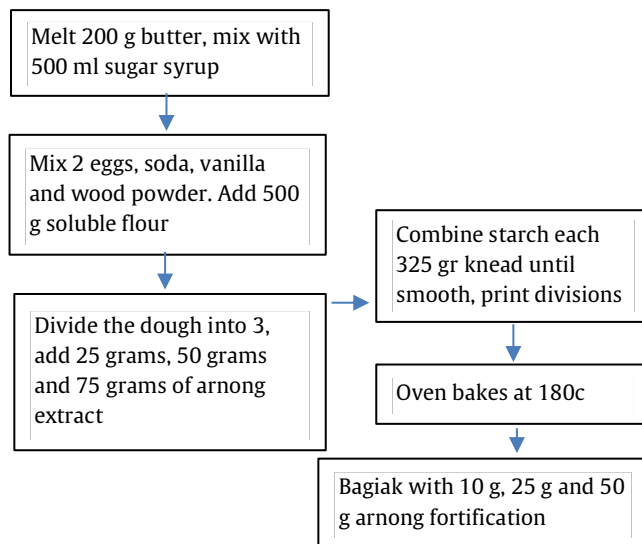 Melt 200 g butter, mix with
500 ml sugar syrup
Mix 2 eggs, soda, vanilla
and wood powder. Add 500
g soluble flour
Divide the dough into 3,
add 25 grams, 50 grams
and 75 grams of arnong
extract
Combine starch each
325 gr knead until
smooth, print divisions
Oven bakes at 180c
Bagiak with 10 g, 25 g and 50
g arnong fortification